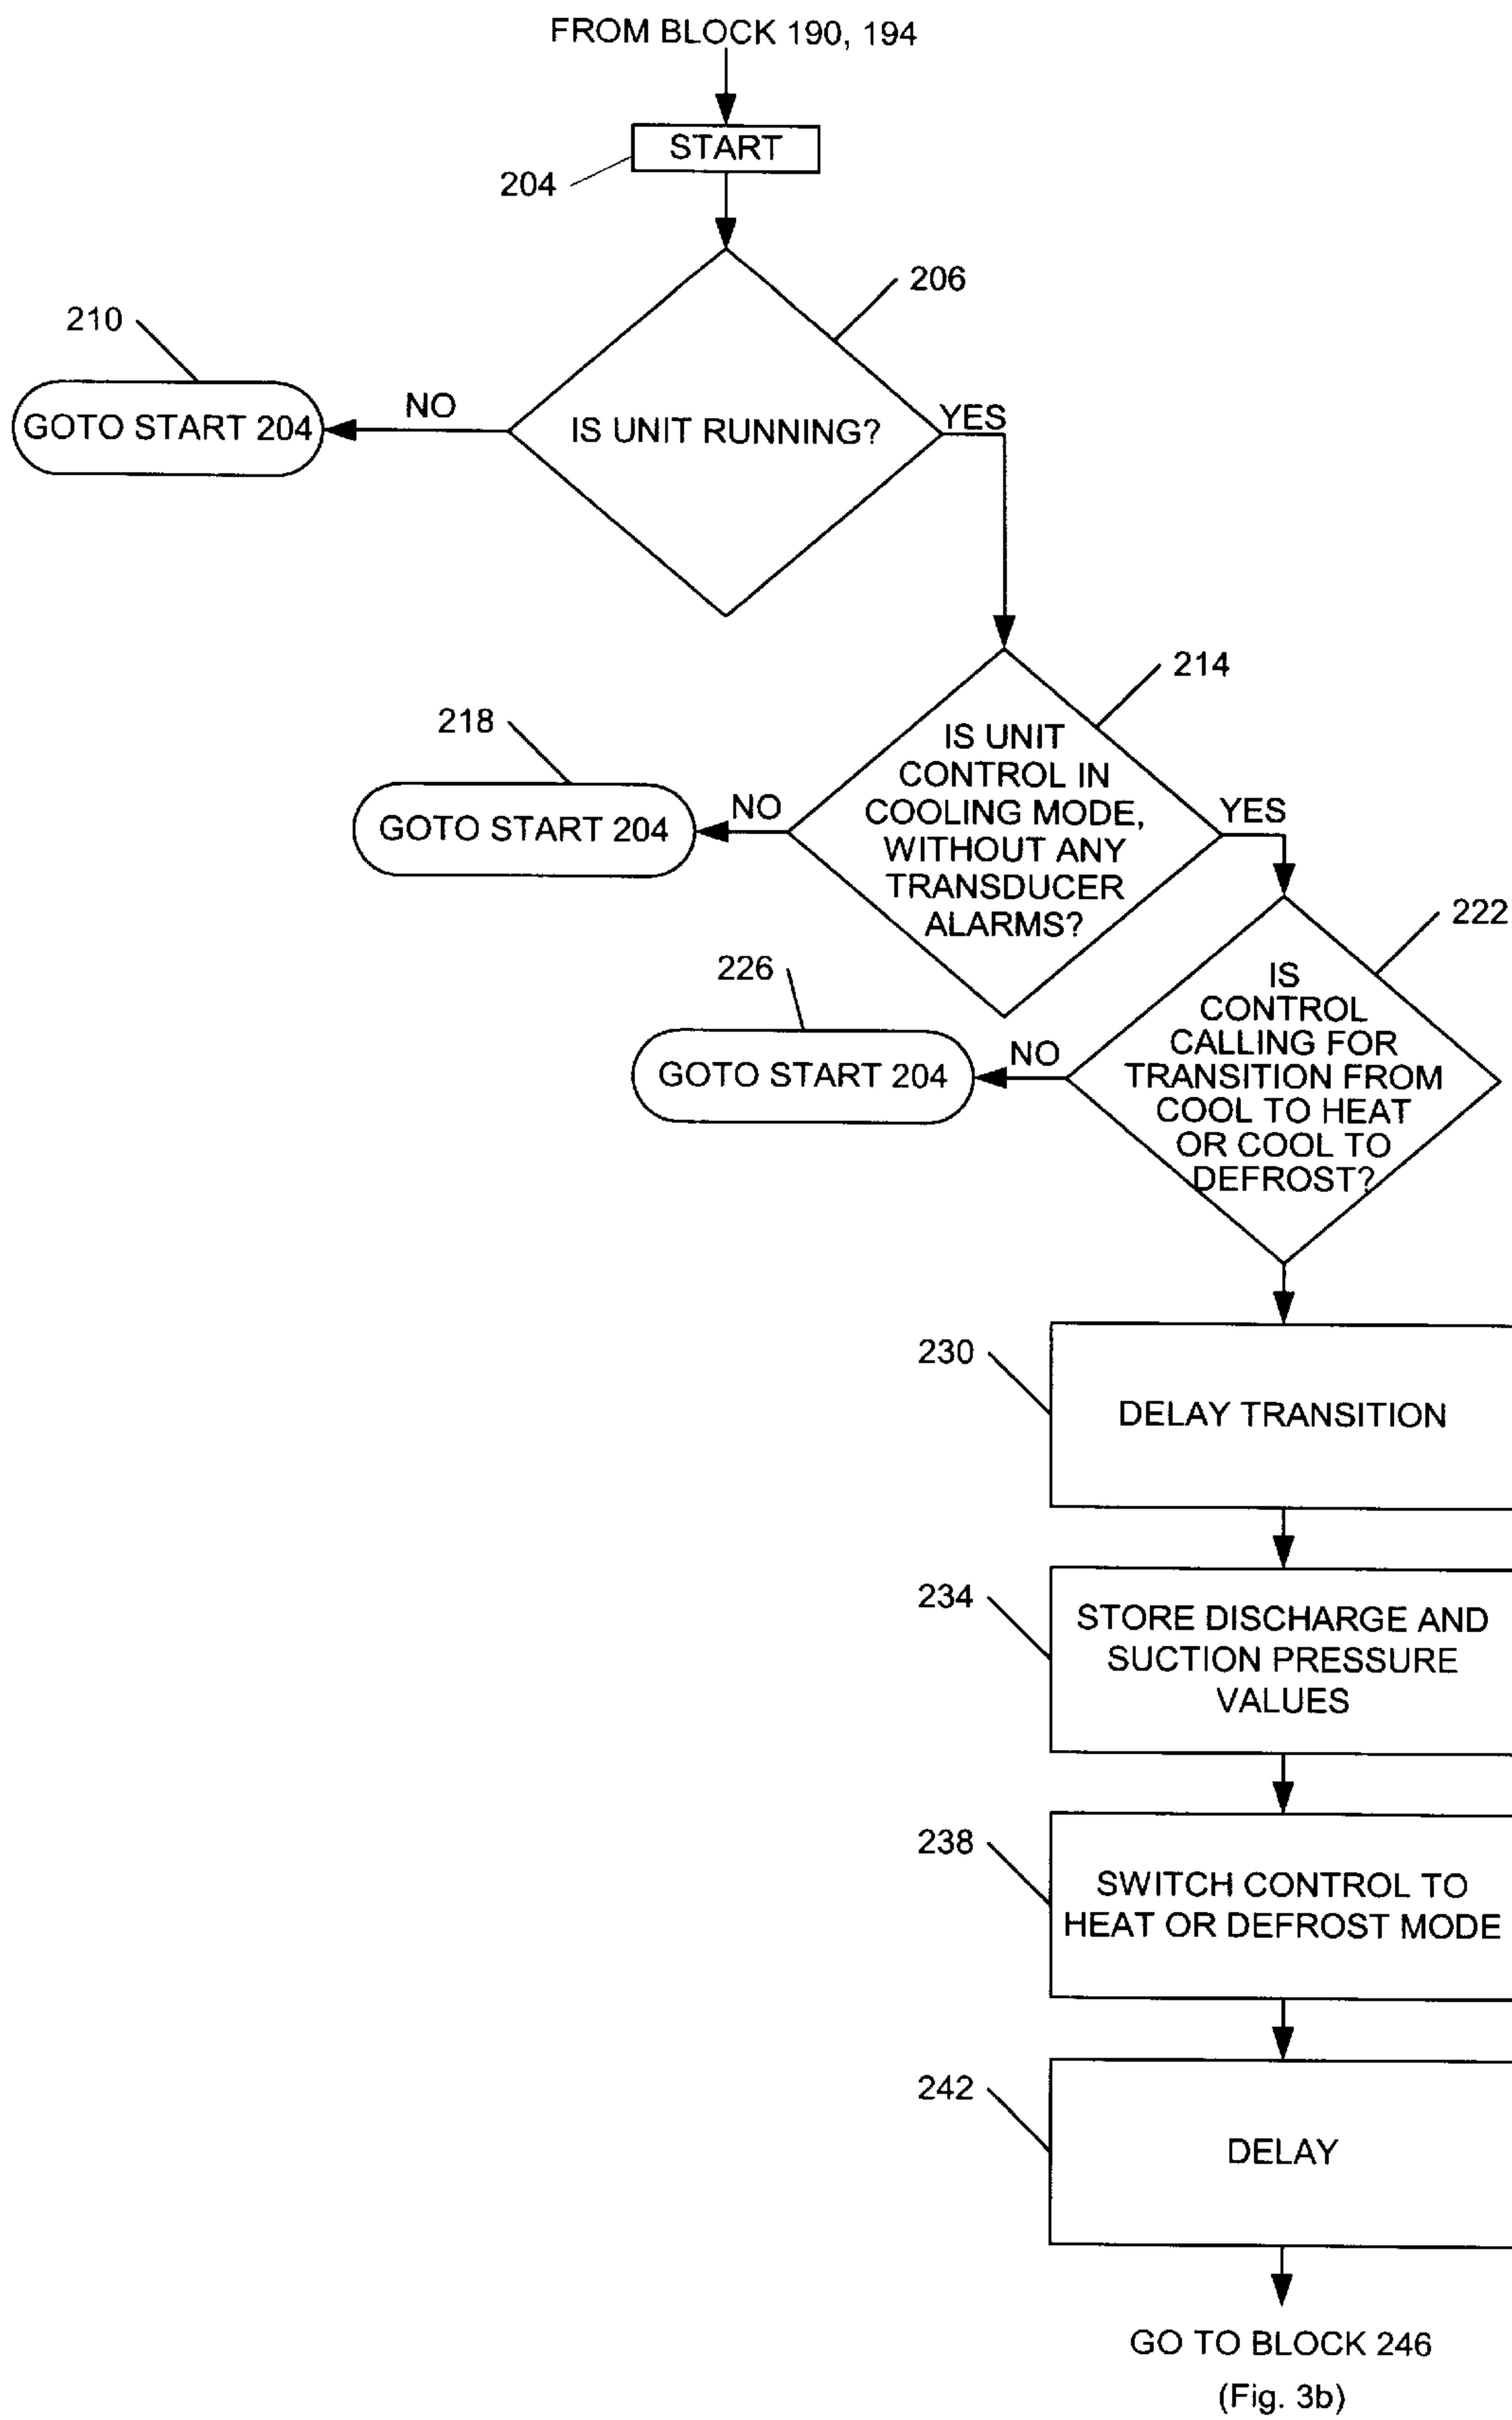 FROM BLOCK 190, 194
START
204
206
210
GOTO START 204
NO
IS UNIT RUNNING?
YES
214
218
GOTO START 204
NO
IS UNIT
CONTROL IN
COOLING MODE,
WITHOUT ANY
TRANSDUCER
ALARMS?
YES
222
226
GOTO START 204
NO
IS
CONTROL
CALLING FOR
TRANSITION FROM
COOL TO HEAT
OR COOL TO
DEFROST?
230
DELAY TRANSITION
234
STORE DISCHARGE AND
SUCTION PRESSURE
VALUES
238
SWITCH CONTROL TO
HEAT OR DEFROST MODE
242
DELAY
GO TO BLOCK 246
(Fig. 3b)